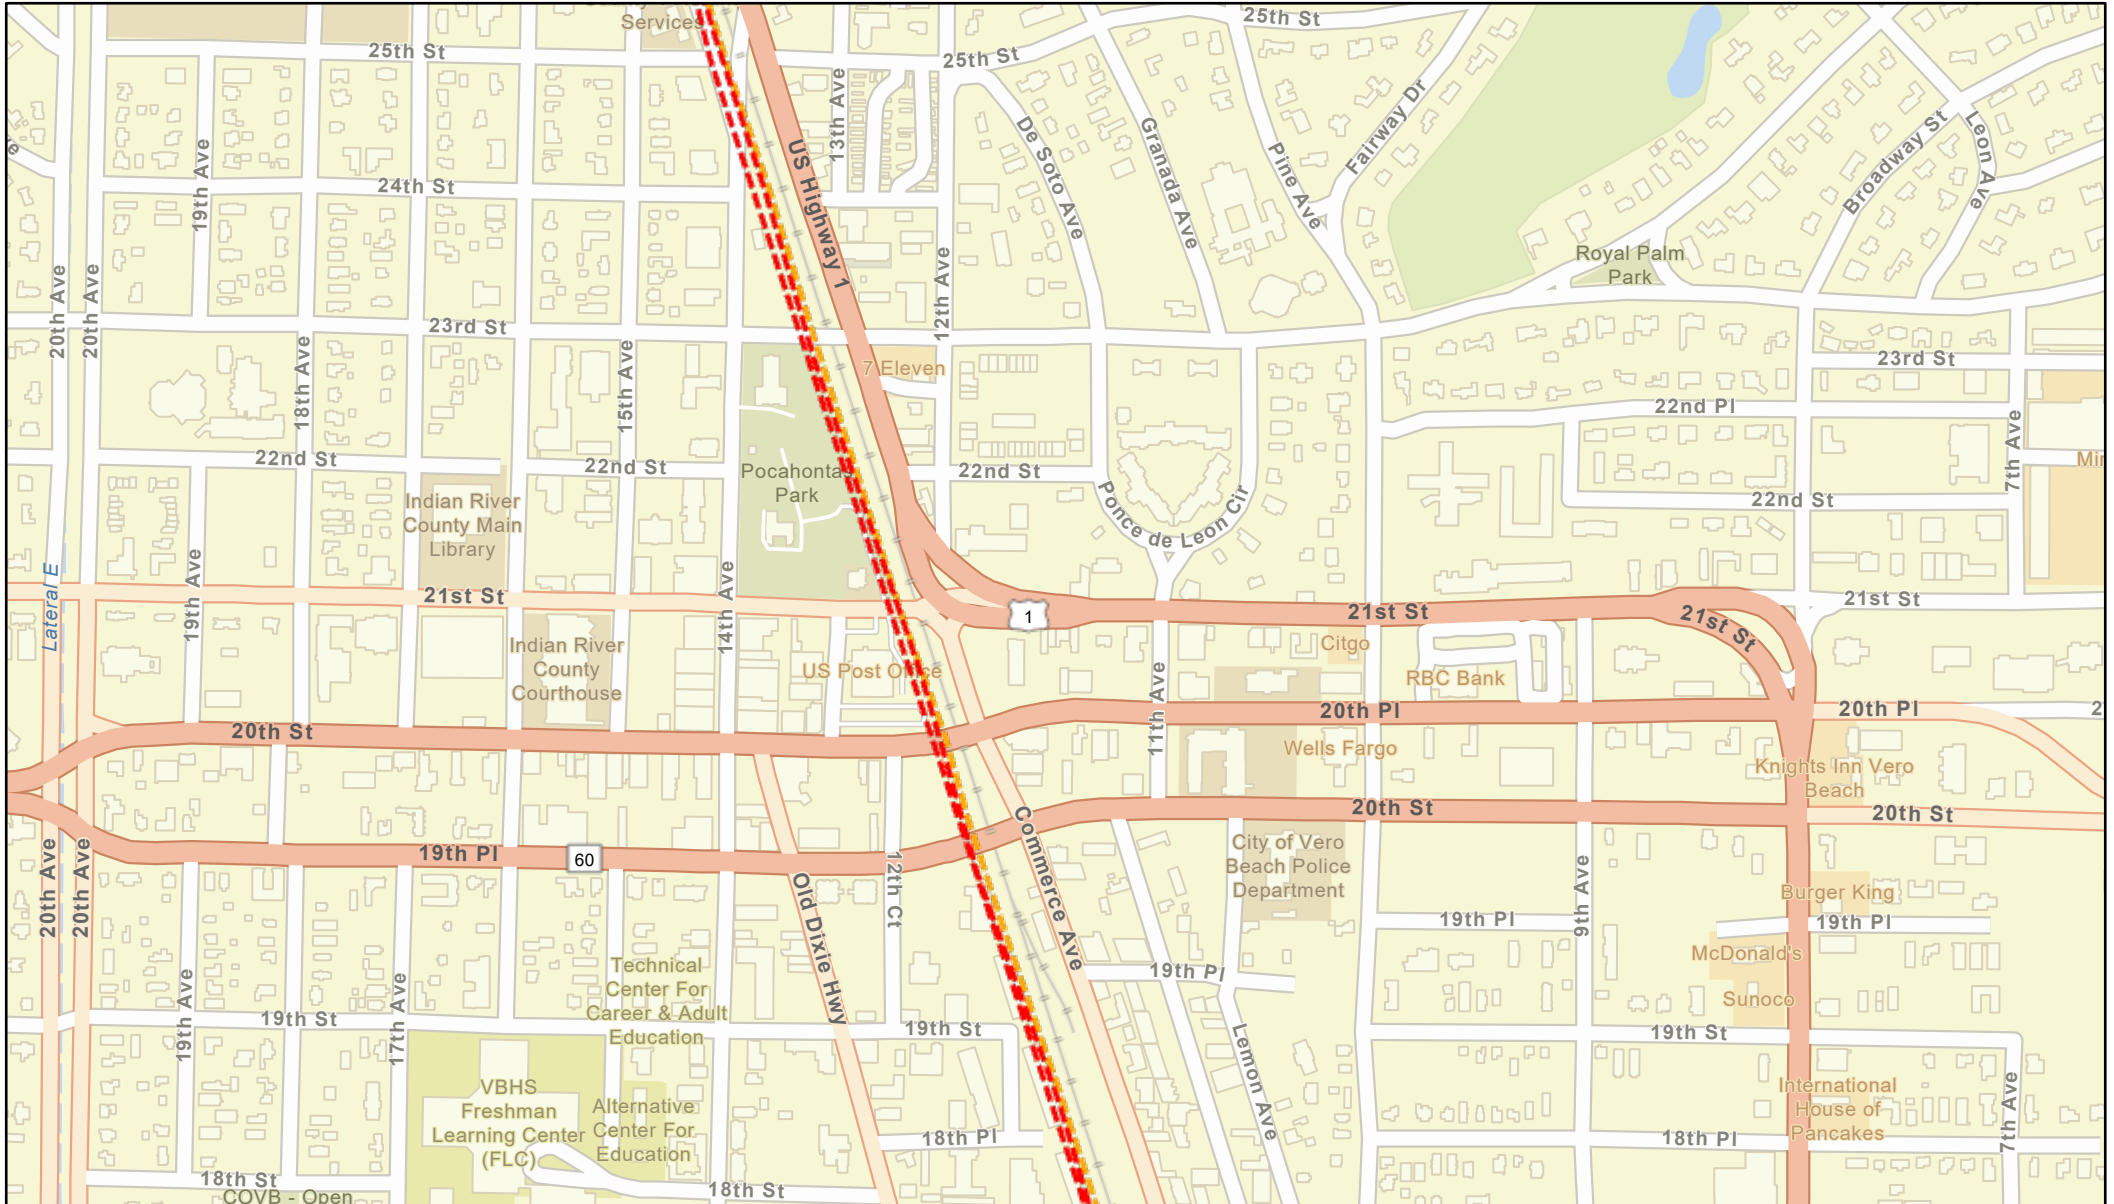 Services
25th St
25th St
25th St
13th Ave
19th Ave
24th St
US Highway 1
De Soto Ave
Granada Ave
Pine Ave
Fairway Dr
Broadway St
Leon Ave
Royal Palm
Park
20th Ave
20th Ave
12th Ave
23rd St
18th Ave
15th Ave
7 Eleven
23rd St
22nd Pl
7th Ave
22nd St
22nd St
Pocahontas
Park
22nd St
22nd St
Indian River
County Main
Library
Ponce de Leon Cir
Lateral E
19th Ave
21st St
14th Ave
1
21st St
21st St
21st St
Indian River
County
Courthouse
US Post Office
Citgo
RBC Bank
11th Ave
20th St
20th Pl
20th Pl
2
Wells Fargo
Knights Inn Vero
Beach
20th St
20th St
19th Pl
60
Commerce Ave
City of Vero
Beach Police
Department
20th Ave
20th Ave
Old Dixie Hwy
12th Ct
9th Ave
Burger King
19th Pl
19th Pl
McDonald's
Sunoco
19th Pl
Technical
Center For
Career & Adult
Education
19th Ave
17th Ave
19th St
19th St
19th St
Lemon Ave
VBHS
Freshman
Learning Center
(FLC)
Alternative
Center For
Education
International
House of
Pancakes
7th Ave
18th Pl
18th Pl
18th St
18th St
COVB - Open